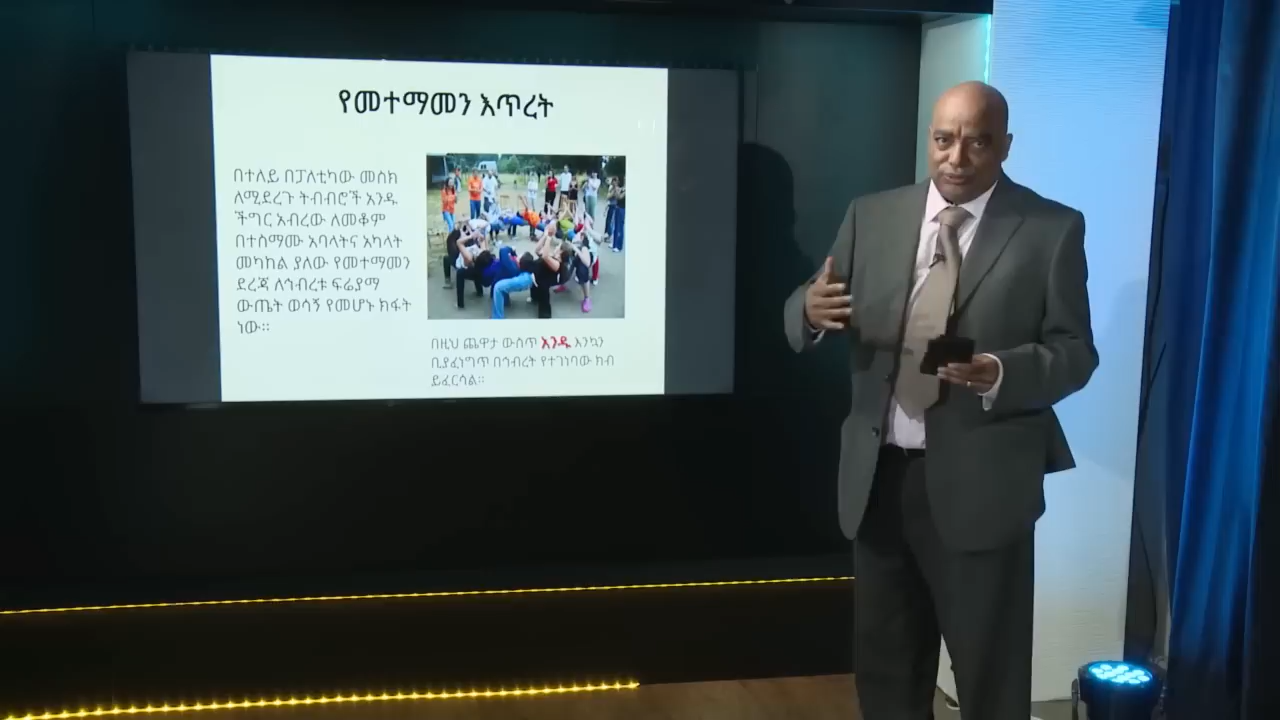 የመተማመን እጥረት
በተለይ በፓለቲካው መስክ
ለሚደረጉ ትብብሮች አንዱ
ችግር አብረው ለመቆም
በተስማሙ አባላትና አካላት
መካከል ያለው የመተማመን
ደረጃ ለኅብረቱ ፍሬያማ
ውጤት ወሳኝ የመሆኑ ክፋት
ነው።
በዚህ ጨዋታ ውስጥ አንዱ እንኳን
ቢያፈነግጥ በኅብረት የተገነባው ክብ
ይፈርሳል።